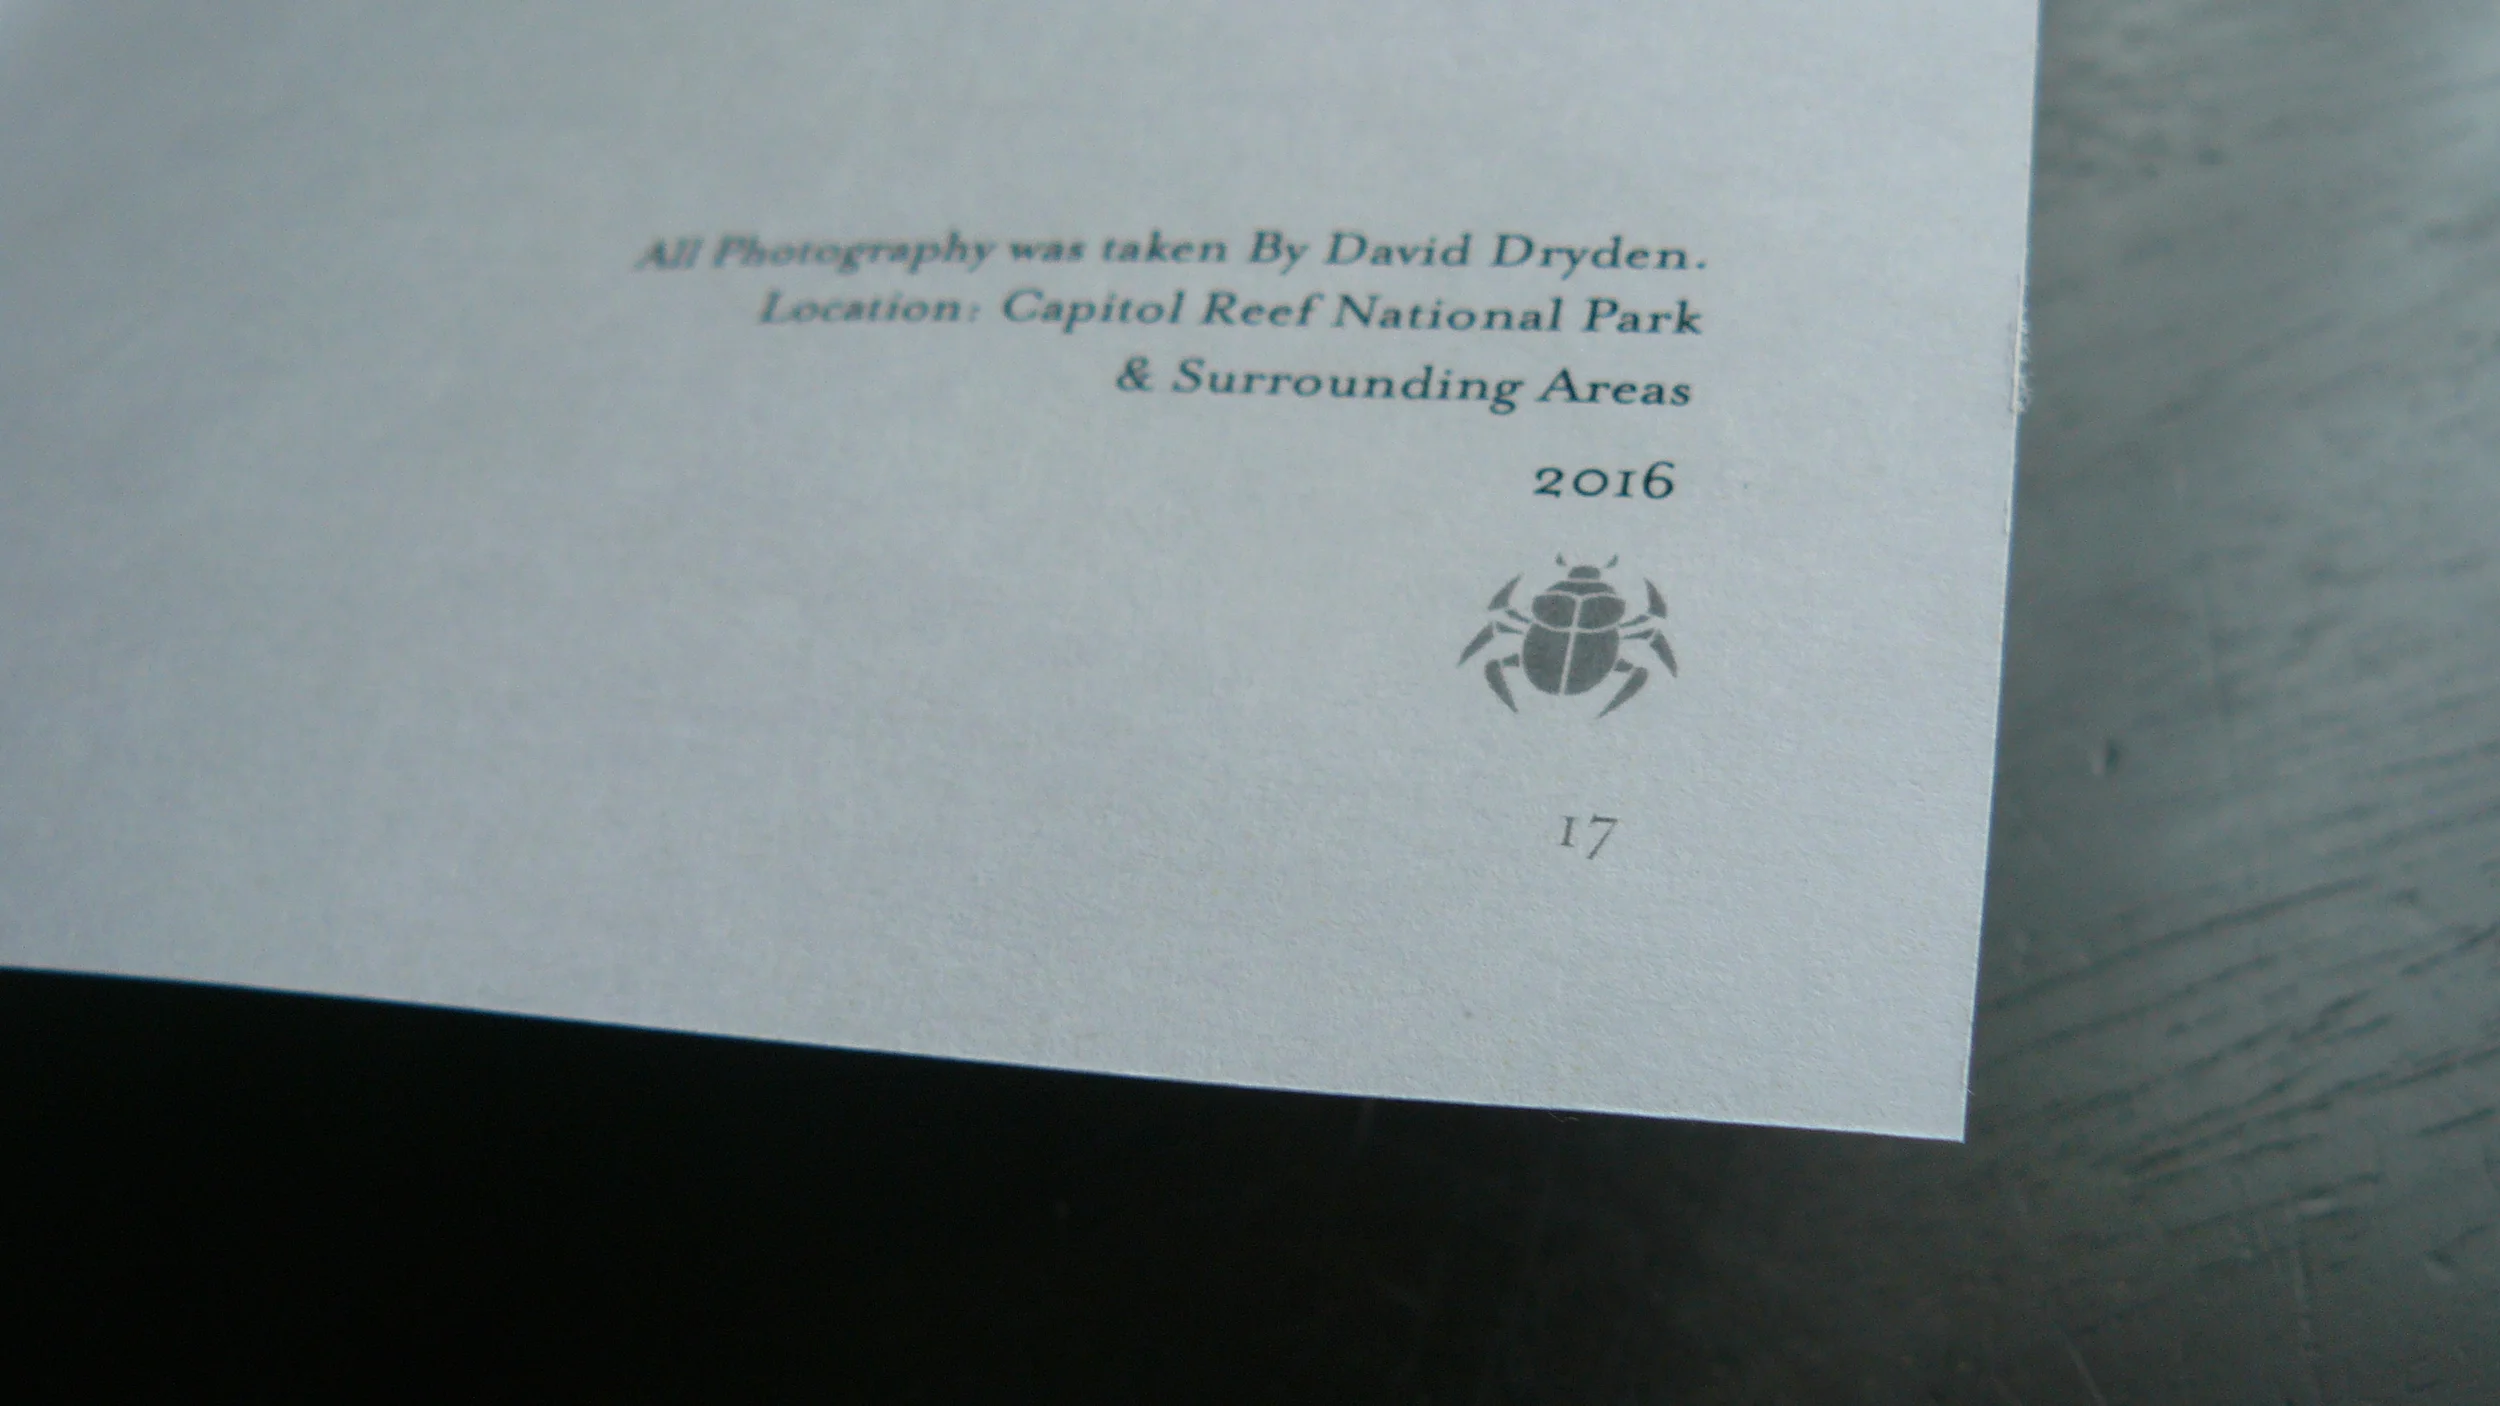 All Photography was taken By David Dryden.
Location: Capitol Reef National Park
& Surrounding Areas
2016
17